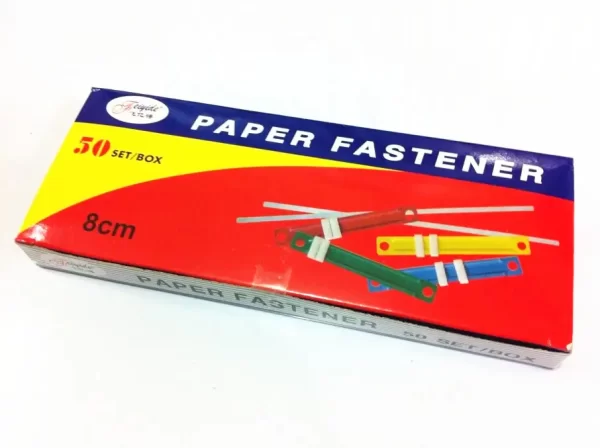 PAPER FASTENER
50 SET/BOX
8cm
PAPER FASTENER
50 SET/BOX